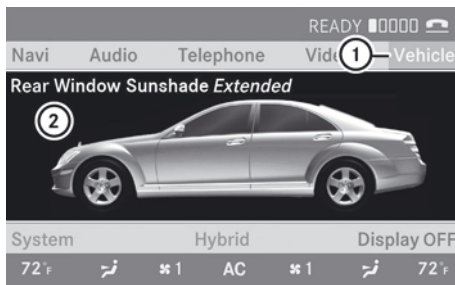 READY
Navi Audio Telephone Vide 1 Vehicle
Rear Window Sunshade Extended
2
System Hybrid Display OFF
72°F 1 AC 1 72°F